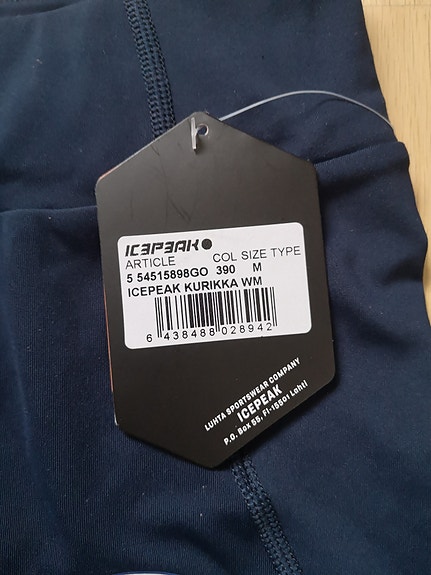 ICEPEAK
ARTICLE COL SIZE TYPE
5 54515898GO 390 M
ICEPEAK KURIKKA WM
6 438488 028942
LUHTA SPORTSWEAR COMPANY
ICEPEAK
P.O. Box 55, FI-15501 Lahti